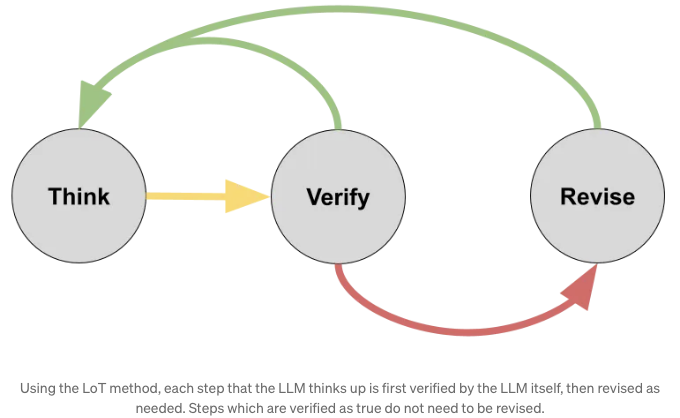 Think
Verify
Revise
Using the LoT method, each step that the LLM thinks up is first verified by the LLM itself, then revised as
needed. Steps which are verified as true do not need to be revised.